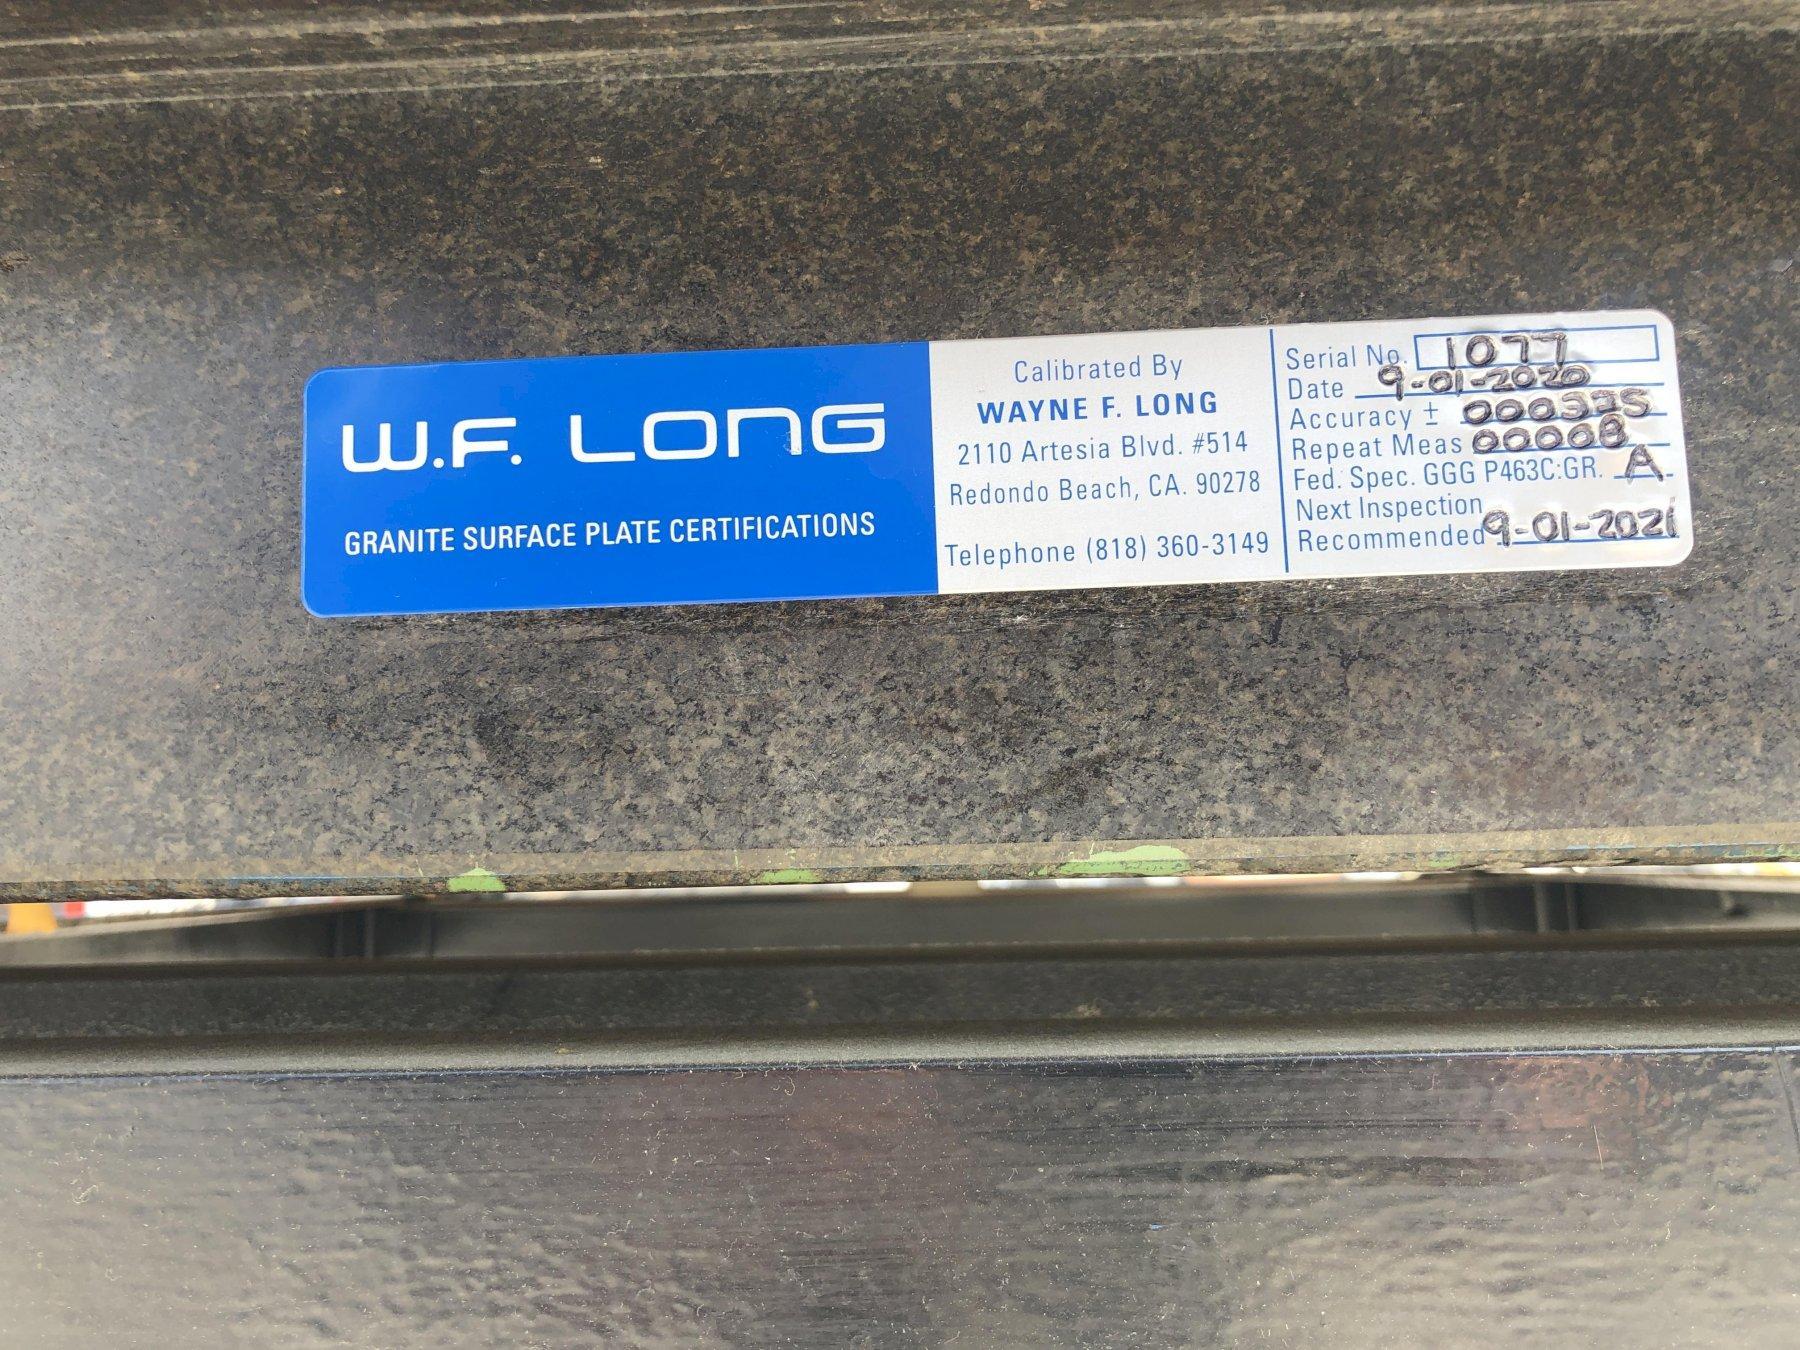 W.F. LONG
GRANITE SURFACE PLATE CERTIFICATIONS
Calibrated By
WAYNE F. LONG
2110 Artesia Blvd. #514
Redondo Beach, CA. 90278
Telephone (818) 360-3149
Serial No. 1077
Date 9-01-2020
Accuracy ± 000325
Repeat Meas 00008
Fed. Spec. GGG P463C:GR. A
Next Inspection
Recommended 9-01-2021